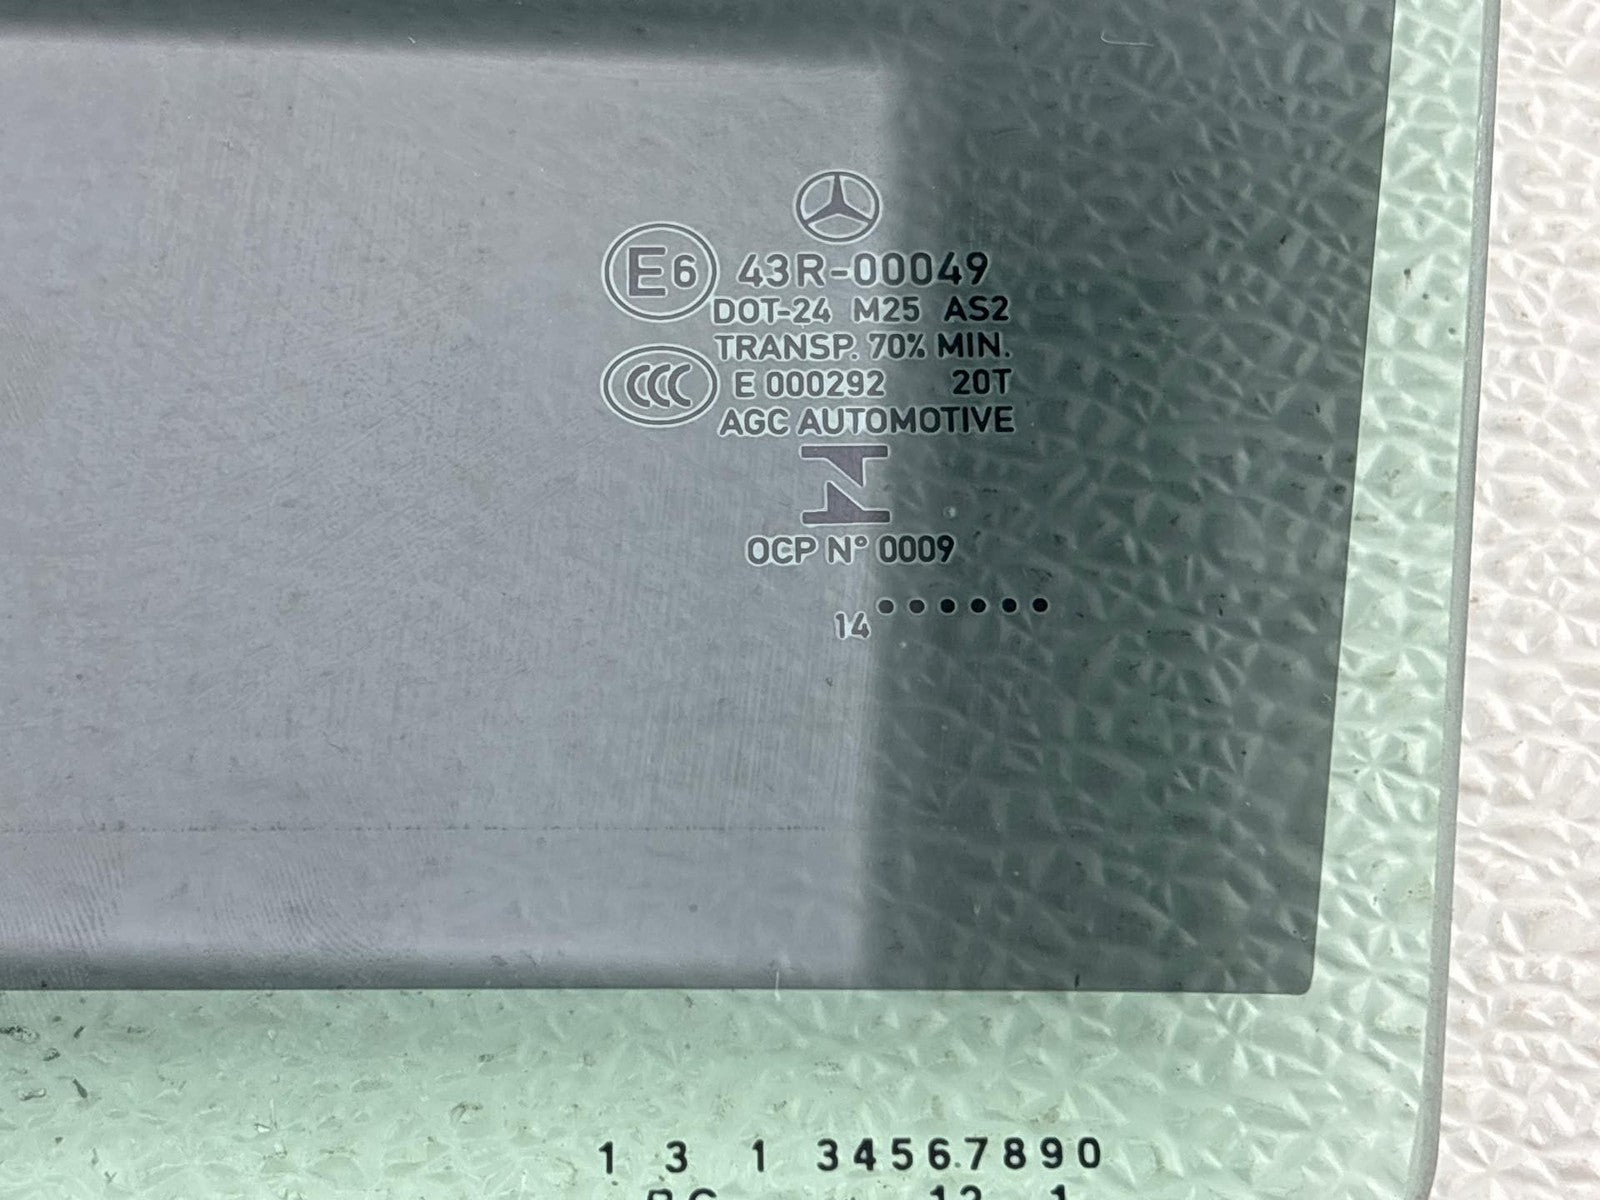 E6 43R-00049
DOT-24 M25 AS2
TRANSP. 70% MIN.
CCC E 000292 20T
AGC AUTOMOTIVE
OCP N° 0009
14 ● ● ● ● ● ●
1 3 1 34567890